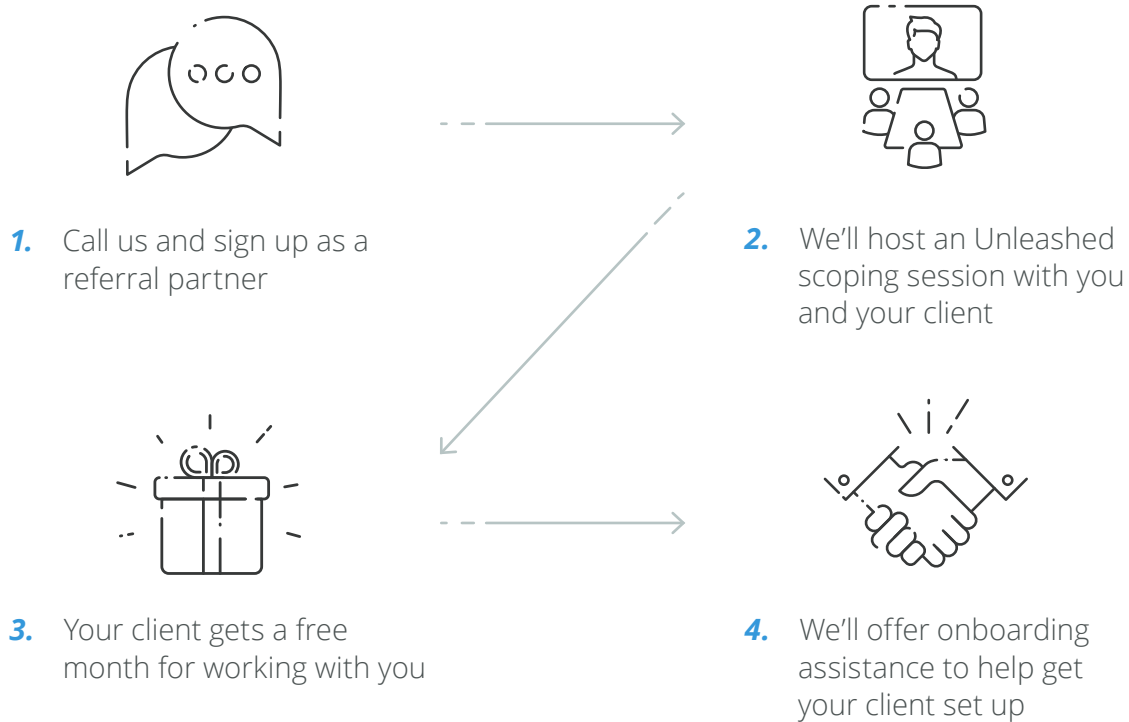 1. Call us and sign up as a
referral partner
2. We'll host an Unleashed
scoping session with you
and your client
3. Your client gets a free
month for working with you
4. We'll offer onboarding
assistance to help get
your client set up